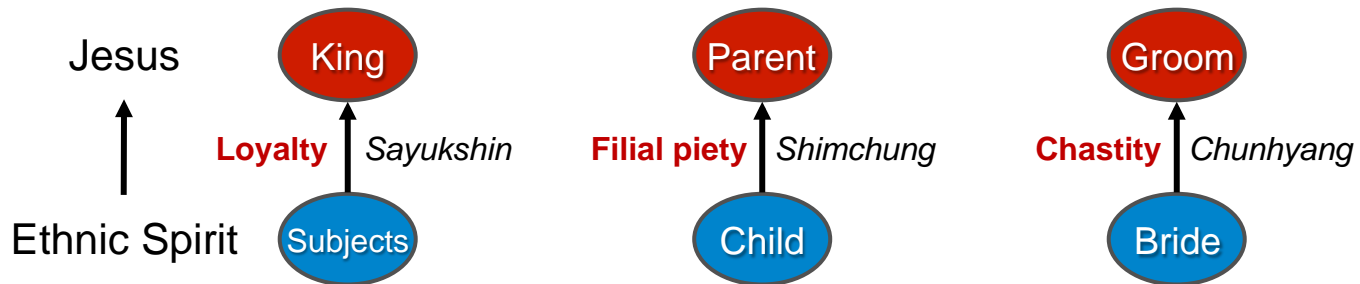 Jesus
King
Parent
Groom
Loyalty Sayukshin
Filial piety Shimchung
Chastity Chunhyang
Ethnic Spirit
Subjects
Child
Bride